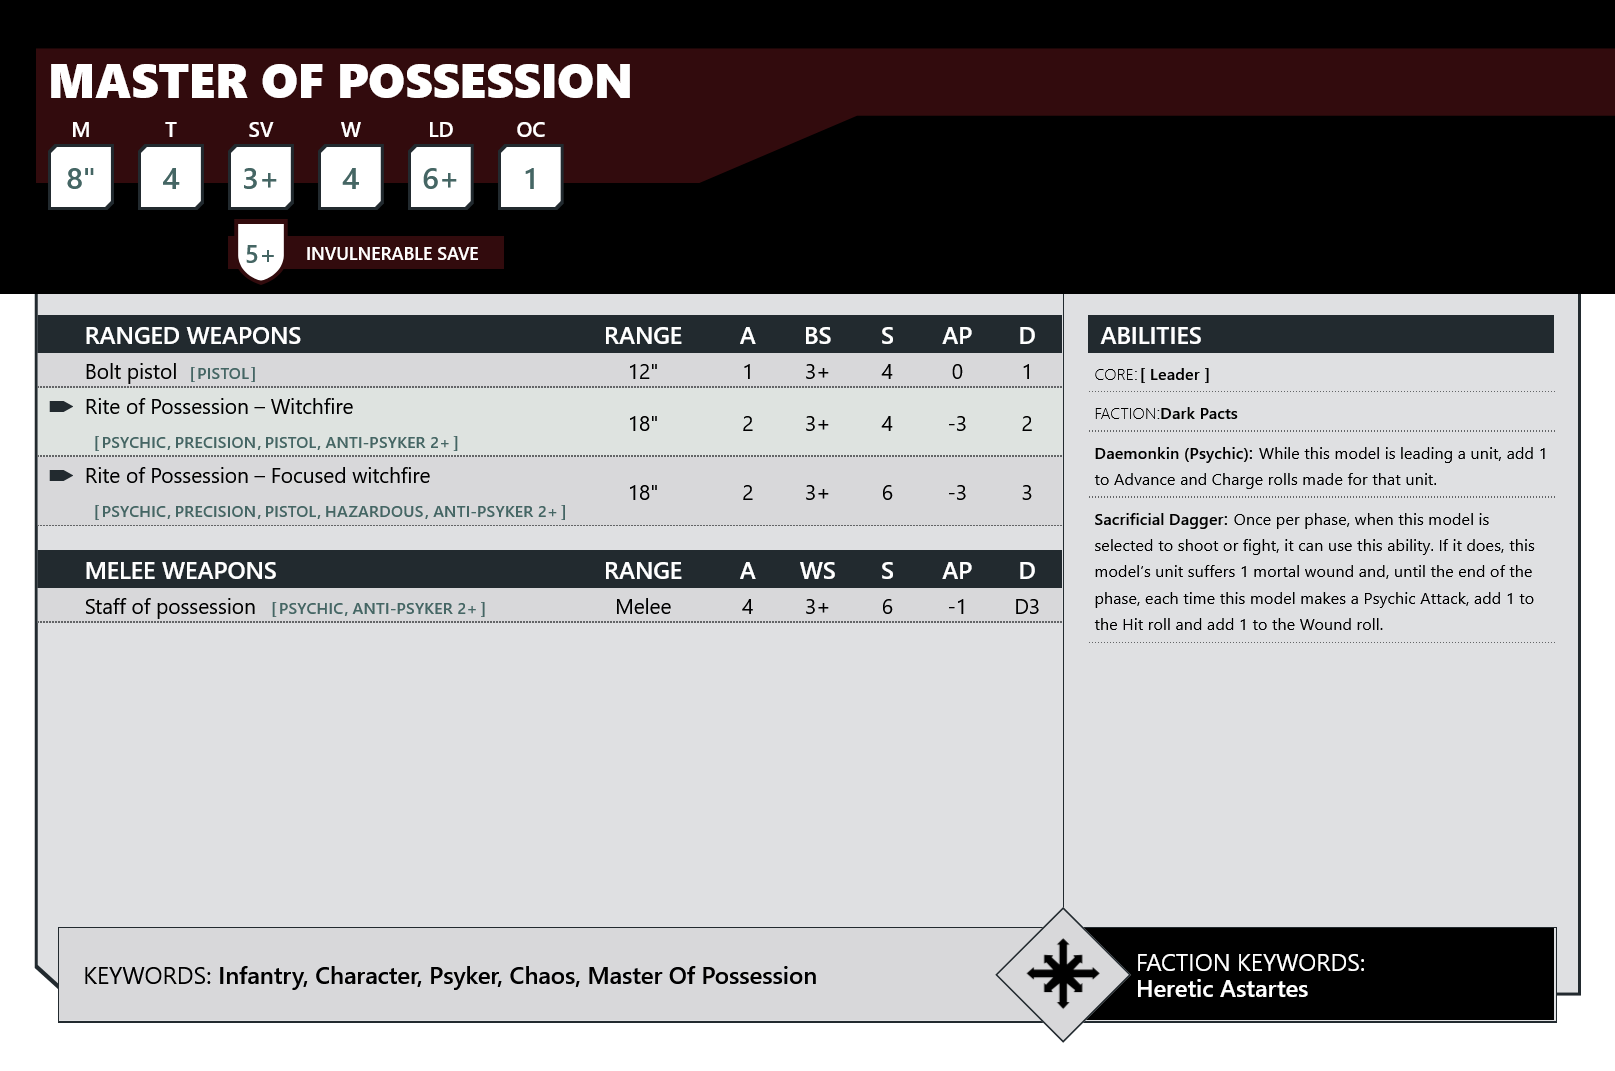 MASTER OF POSSESSION
M T SV W LD OC
8" 4 3+ 4 6+ 1
5+ INVULNERABLE SAVE
RANGED WEAPONS RANGE A BS S AP D
Bolt pistol [PISTOL] 12" 1 3+ 4 0 1
Rite of Possession – Witchfire
18" 2 3+ 4 -3 2
[PSYCHIC, PRECISION, PISTOL, ANTI-PSYKER 2+]
Rite of Possession – Focused witchfire
18" 2 3+ 6 -3 3
[PSYCHIC, PRECISION, PISTOL, HAZARDOUS, ANTI-PSYKER 2+]
MELEE WEAPONS RANGE A WS S AP D
Staff of possession [PSYCHIC, ANTI-PSYKER 2+] Melee 4 3+ 6 -1 D3
ABILITIES
CORE: [ Leader ]
FACTION: Dark Pacts
Daemonkin (Psychic): While this model is leading a unit, add 1
to Advance and Charge rolls made for that unit.
Sacrificial Dagger: Once per phase, when this model is
selected to shoot or fight, it can use this ability. If it does, this
model's unit suffers 1 mortal wound and, until the end of the
phase, each time this model makes a Psychic Attack, add 1 to
the Hit roll and add 1 to the Wound roll.
KEYWORDS: Infantry, Character, Psyker, Chaos, Master Of Possession
FACTION KEYWORDS:
Heretic Astartes